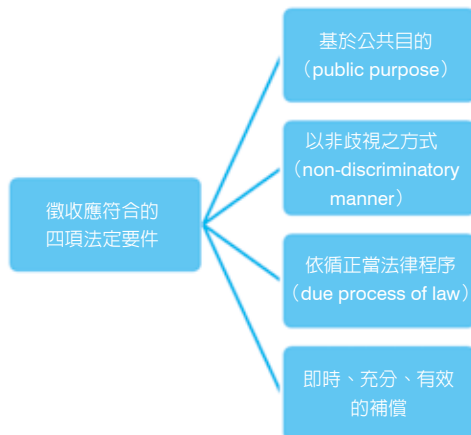 徵收應符合的
四項法定要件
基於公共目的
（public purpose）
以非歧視之方式
（non-discriminatory
manner）
依循正當法律程序
（due process of law）
即時、充分、有效
的補償